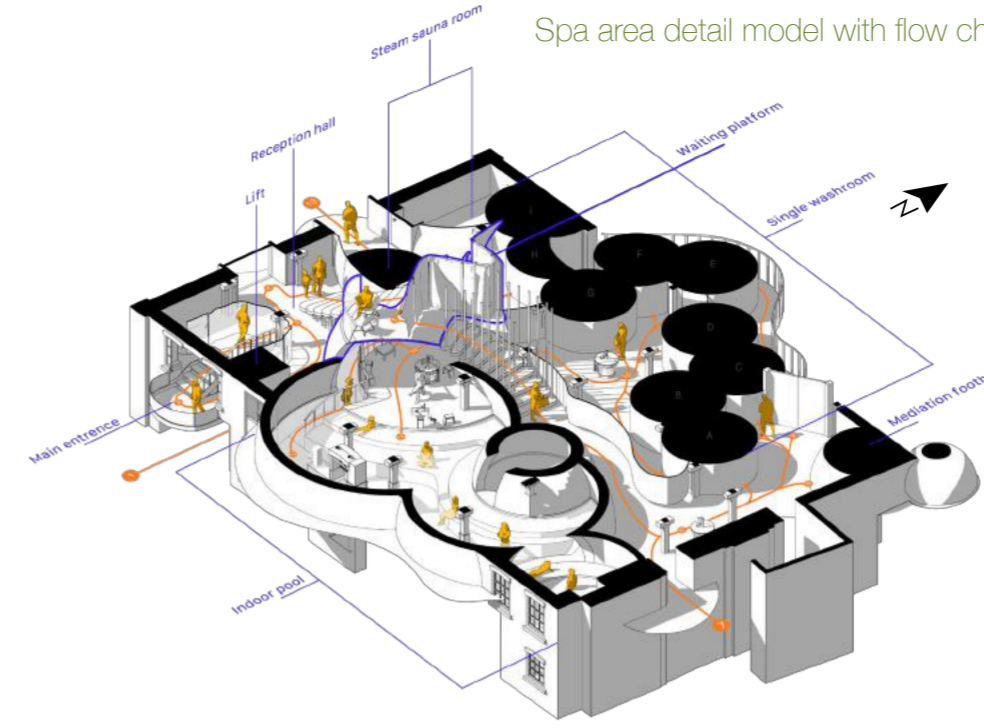 Spa area detail model with flow ch
Steam sauna room
Waiting platform
Reception hall
Single washroom
Lift
N
I
H
F
E
G
D
C
B
A
Main entrence
Mediation footh
Indoor pool